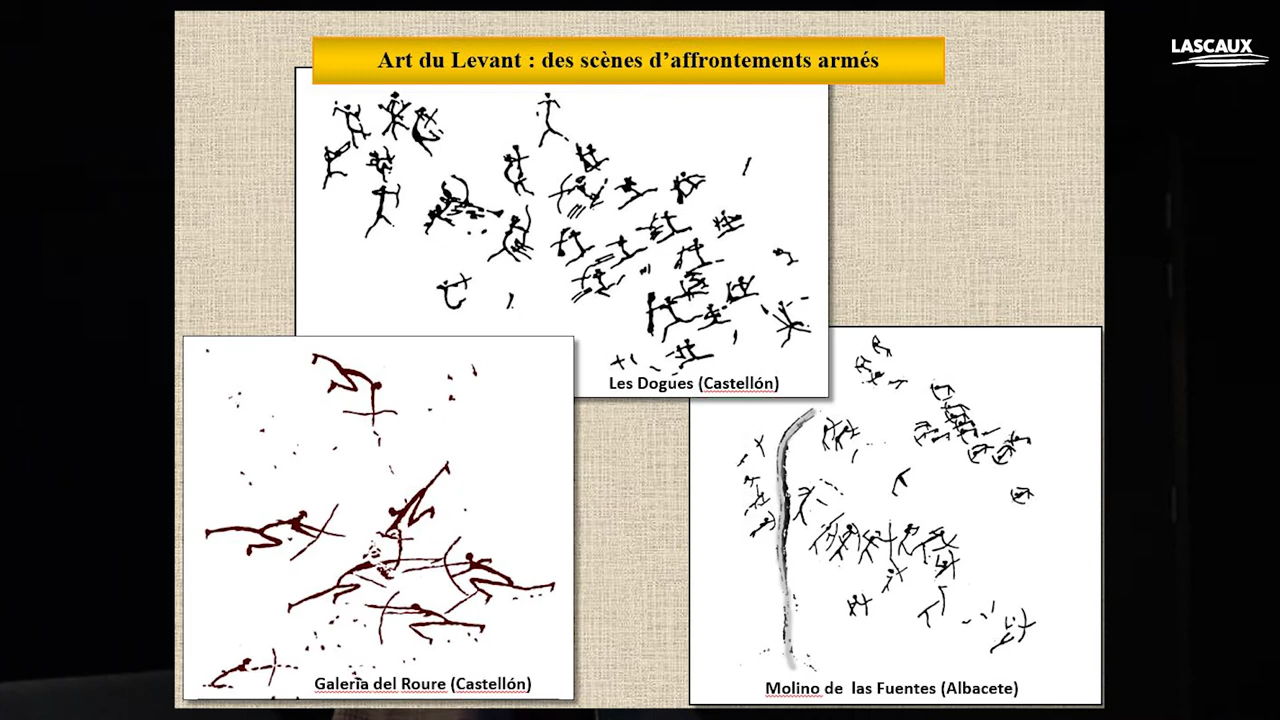 LASCAUX
Art du Levant : des scènes d’affrontements armés
Les Dogues (Castellón)
Galeria del Roure (Castellón)
Molino de las Fuentes (Albacete)